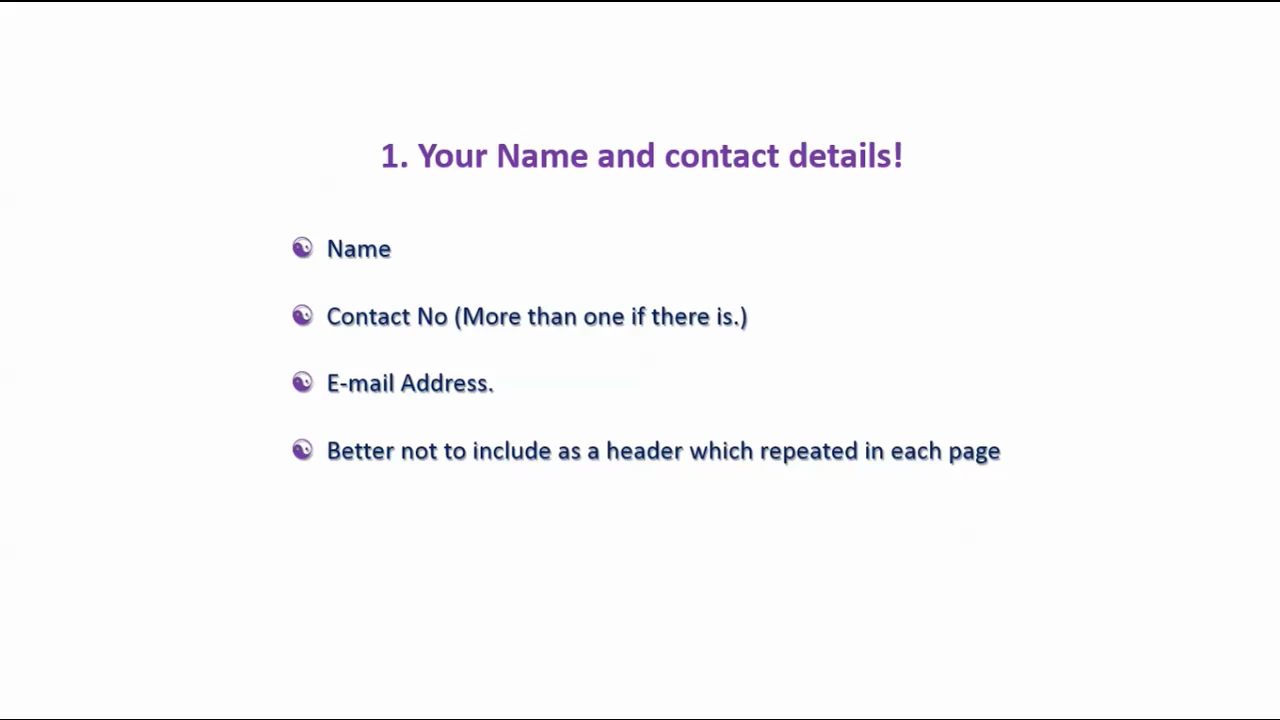 1. Your Name and contact details!
Name
Contact No (More than one if there is.)
E-mail Address.
Better not to include as a header which repeated in each page